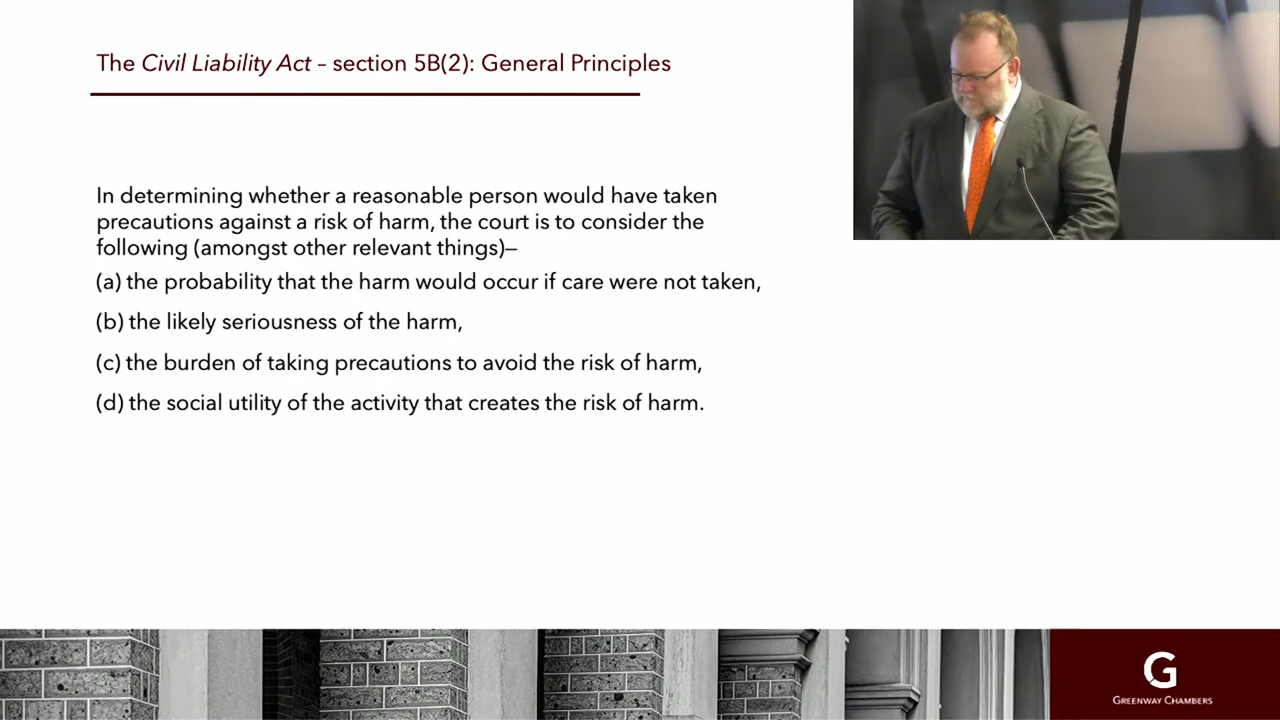 The Civil Liability Act – section 5B(2): General Principles
In determining whether a reasonable person would have taken
precautions against a risk of harm, the court is to consider the
following (amongst other relevant things)—
(a) the probability that the harm would occur if care were not taken,
(b) the likely seriousness of the harm,
(c) the burden of taking precautions to avoid the risk of harm,
(d) the social utility of the activity that creates the risk of harm.
G
GREENWAY CHAMBERS